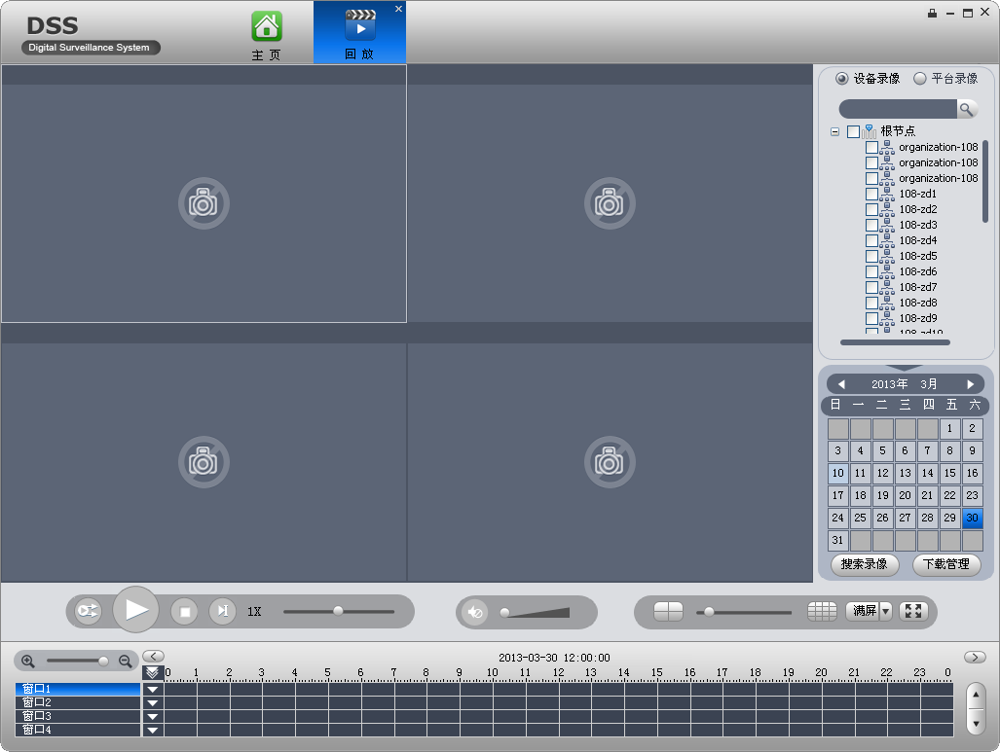 DSS
Digital Surveillance System
主 页
回 放
设备录像 平台录像
根节点
organization-108
organization-108
organization-108
108-zd1
108-zd2
108-zd3
108-zd4
108-zd5
108-zd6
108-zd7
108-zd8
108-zd9
108-zd10
2013年 3月
日 一 二 三 四 五 六
1 2
3 4 5 6 7 8 9
10 11 12 13 14 15 16
17 18 19 20 21 22 23
24 25 26 27 28 29 30
31
搜索录像 下载管理
1X
满屏
2013-03-30 12:00:00
0 1 2 3 4 5 6 7 8 9 10 11 12 13 14 15 16 17 18 19 20 21 22 23 0
窗口1
窗口2
窗口3
窗口4